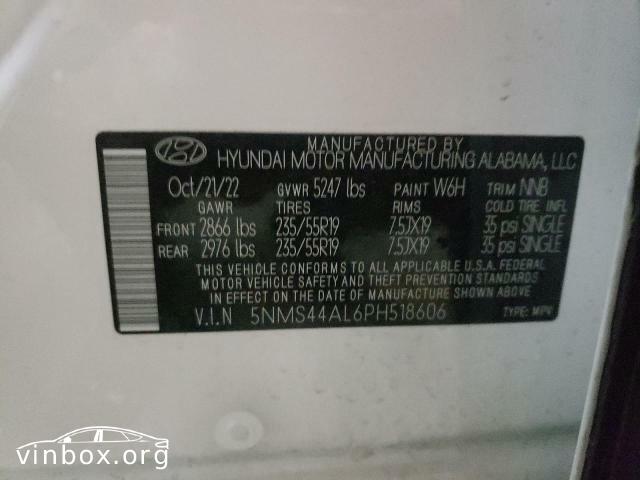 MANUFACTURED BY
HYUNDAI MOTOR MANUFACTURING ALABAMA, LLC
Oct/21/22 GVWR 5247 lbs PAINT W6H TRIM NNB
GAWR TIRES RIMS COLD TIRE INFL
FRONT 2866 lbs 235/55R19 7.5JX19 35 psi SINGLE
REAR 2976 lbs 235/55R19 7.5JX19 35 psi SINGLE
THIS VEHICLE CONFORMS TO ALL APPLICABLE U.S.A. FEDERAL
MOTOR VEHICLE SAFETY AND THEFT PREVENTION STANDARDS
IN EFFECT ON THE DATE OF MANUFACTURE SHOWN ABOVE.
V.I.N 5NMS44AL6PH518606 TYPE: MPV
vinbox.org